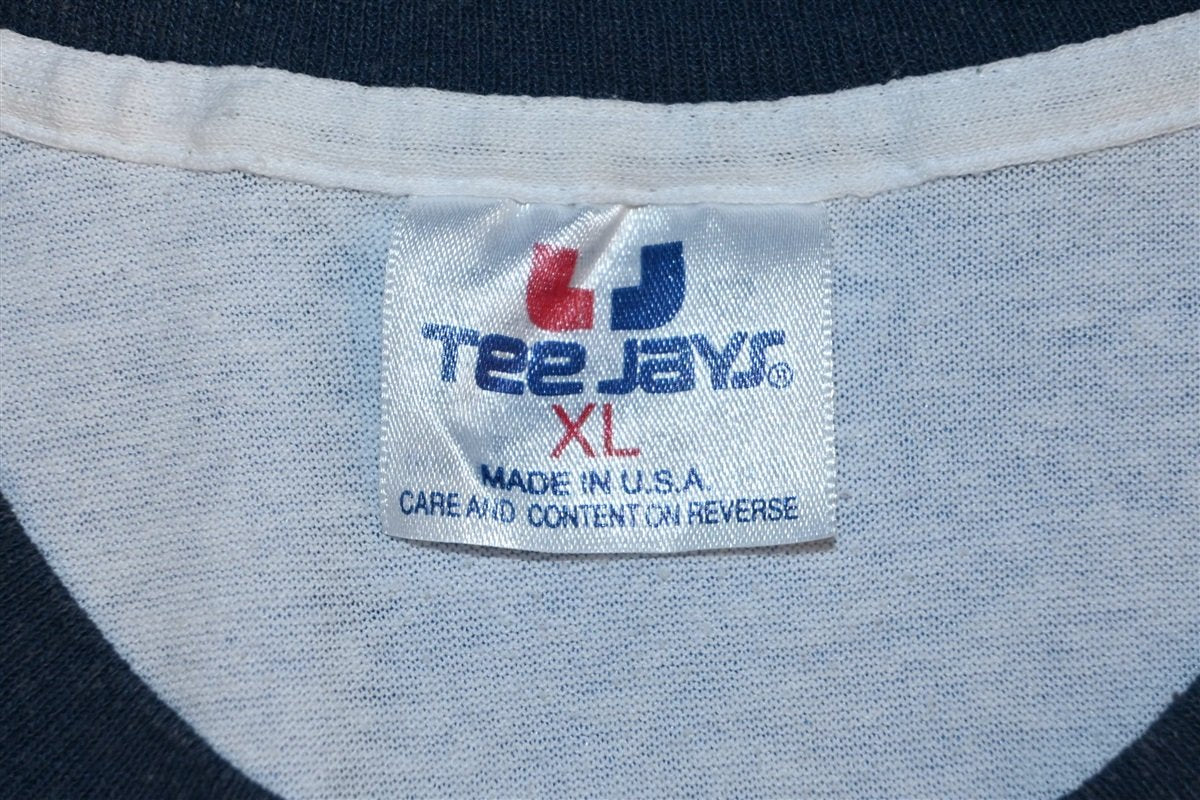 Tee Jays®
XL
MADE IN U.S.A.
CARE AND CONTENT ON REVERSE